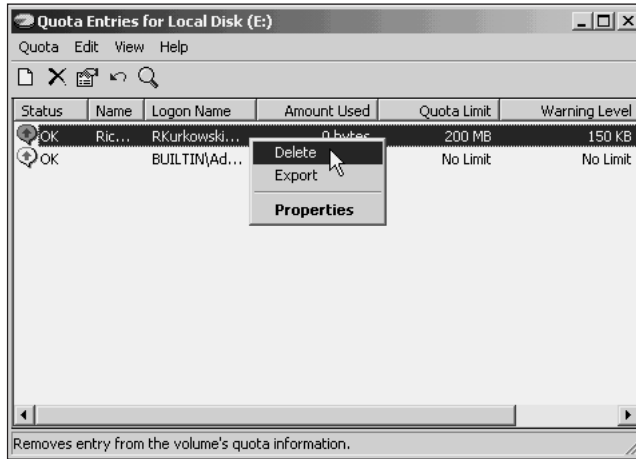 Quota Entries for Local Disk (E:)
Quota Edit View Help
Status Name Logon Name Amount Used Quota Limit Warning Level
OK Ric... RKurkowski... 0 bytes 200 MB 150 KB
OK BUILTIN\Ad... No Limit No Limit
Delete
Export
Properties
Removes entry from the volume's quota information.